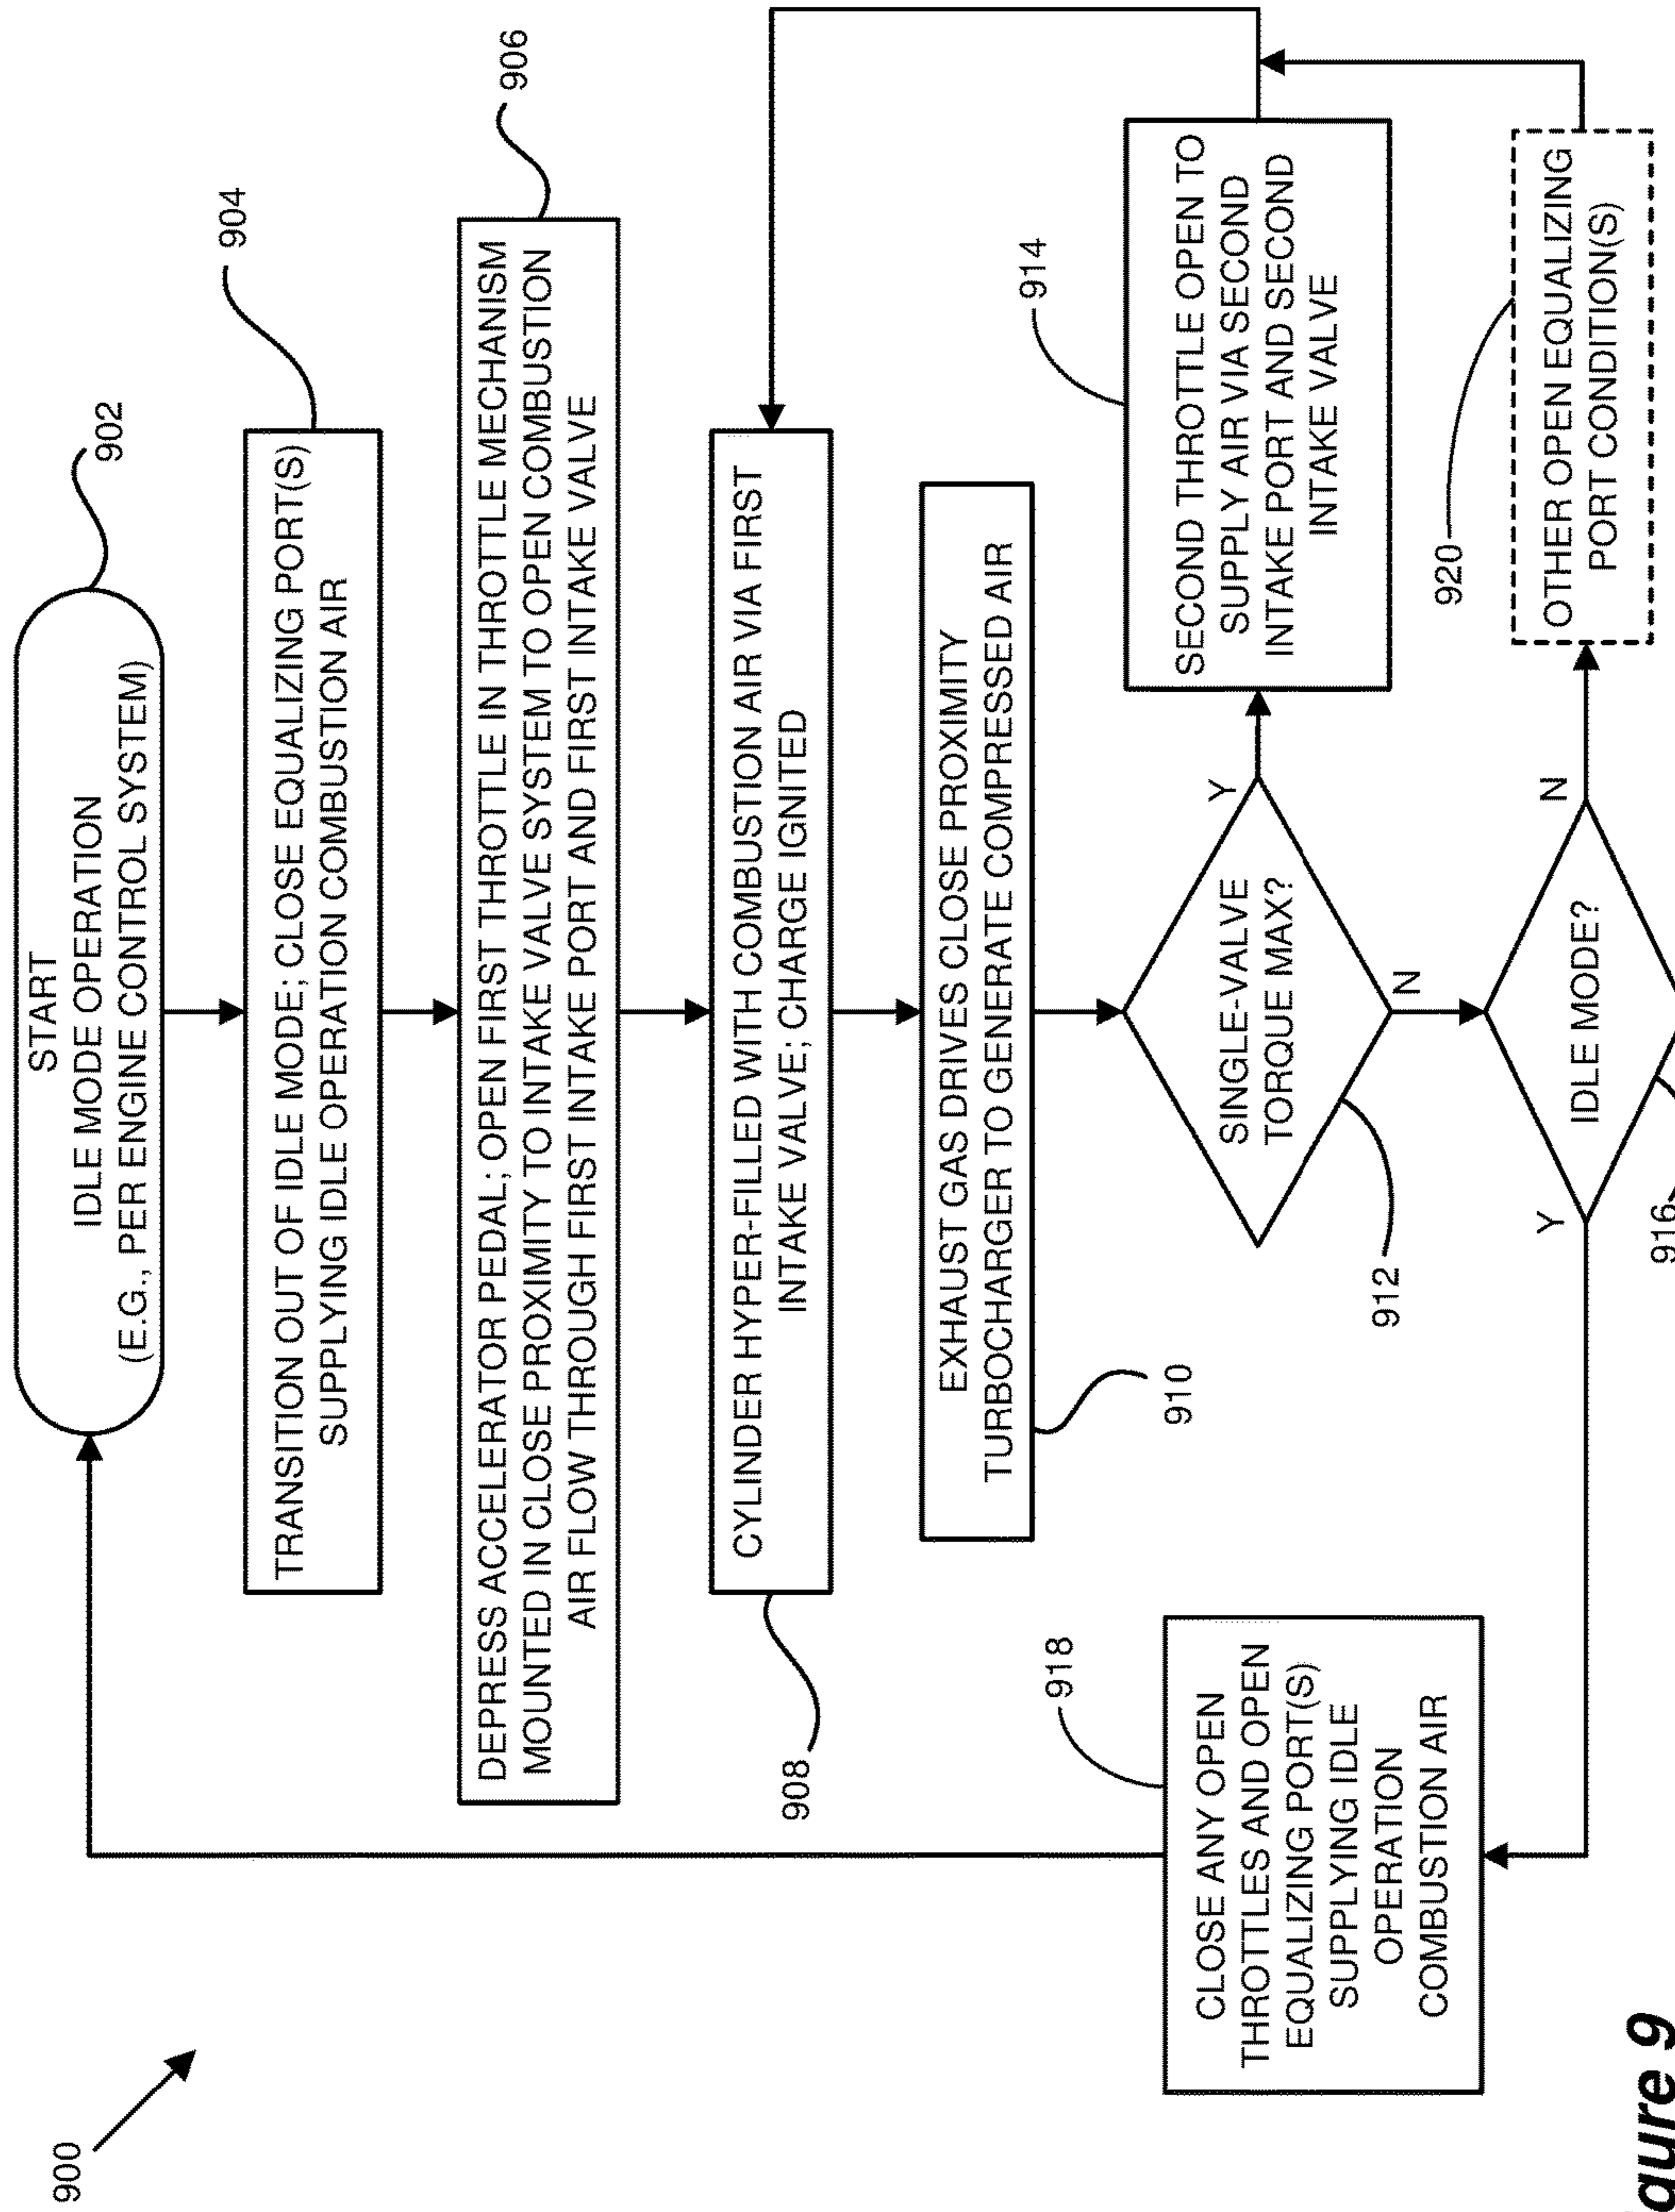 900
START
IDLE MODE OPERATION
(E.G., PER ENGINE CONTROL SYSTEM)
902
TRANSITION OUT OF IDLE MODE; CLOSE EQUALIZING PORT(S)
SUPPLYING IDLE OPERATION COMBUSTION AIR
904
DEPRESS ACCELERATOR PEDAL; OPEN FIRST THROTTLE IN THROTTLE MECHANISM
MOUNTED IN CLOSE PROXIMITY TO INTAKE VALVE SYSTEM TO OPEN COMBUSTION
AIR FLOW THROUGH FIRST INTAKE PORT AND FIRST INTAKE VALVE
906
CYLINDER HYPER-FILLED WITH COMBUSTION AIR VIA FIRST
INTAKE VALVE; CHARGE IGNITED
908
EXHAUST GAS DRIVES CLOSE PROXIMITY
TURBOCHARGER TO GENERATE COMPRESSED AIR
910
SINGLE-VALVE
TORQUE MAX?
912
Y
N
SECOND THROTTLE OPEN TO
SUPPLY AIR VIA SECOND
INTAKE PORT AND SECOND
INTAKE VALVE
914
CLOSE ANY OPEN
THROTTLES AND OPEN
EQUALIZING PORT(S)
SUPPLYING IDLE
OPERATION
COMBUSTION AIR
918
IDLE MODE?
916
Y
N
OTHER OPEN EQUALIZING
PORT CONDITION(S)
920
gure 9